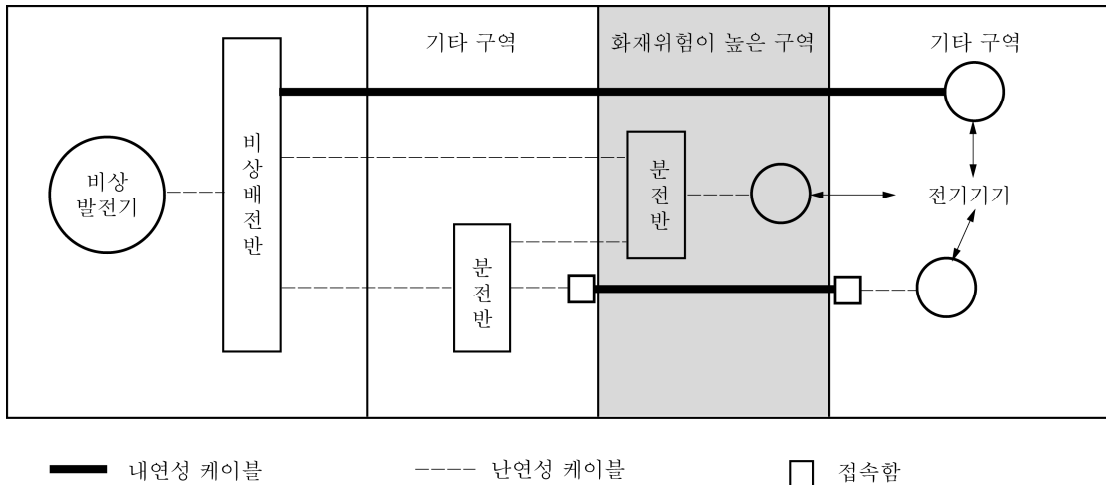 기타 구역
화재위험이 높은 구역
기타 구역
비상
발전기
비상배전반
분전반
분전반
전기기기
내연성 케이블
난연성 케이블
접속함